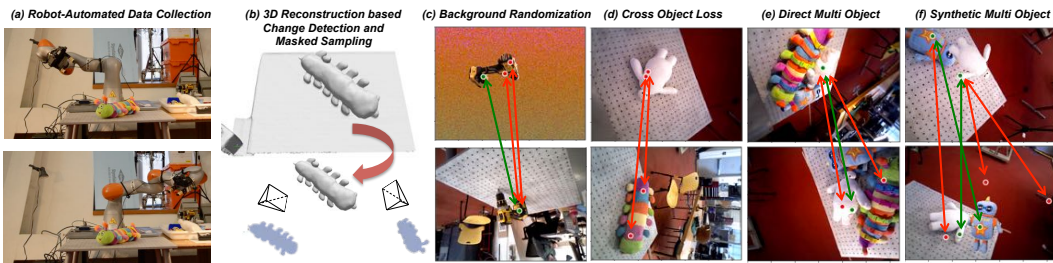 (a) Robot-Automated Data Collection
(b) 3D Reconstruction based
Change Detection and
Masked Sampling
(c) Background Randomization
(d) Cross Object Loss
(e) Direct Multi Object
(f) Synthetic Multi Object